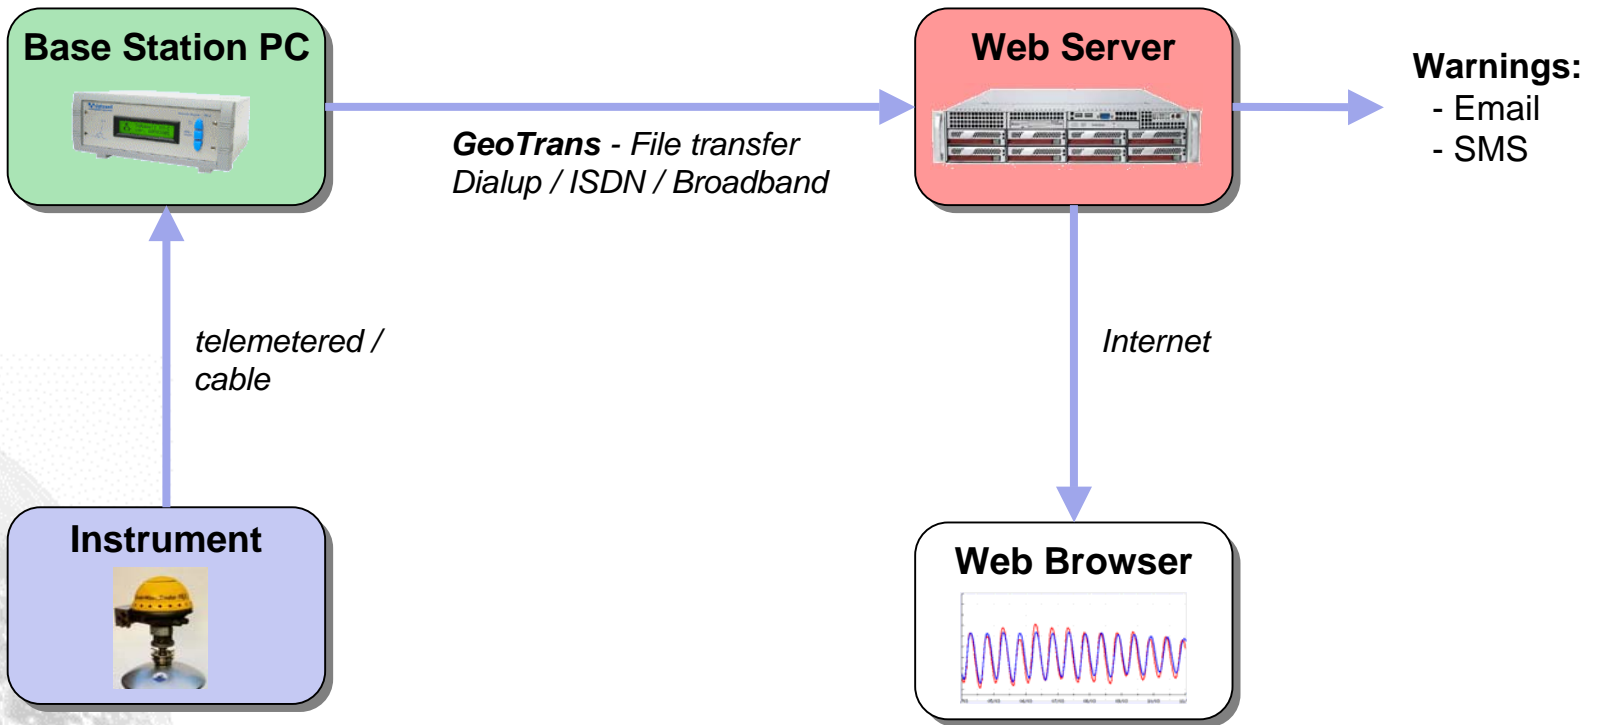 Base Station PC
Web Server
Warnings:
- Email
- SMS
GeoTrans - File transfer
Dialup / ISDN / Broadband
telemetered /
cable
Internet
Instrument
Web Browser